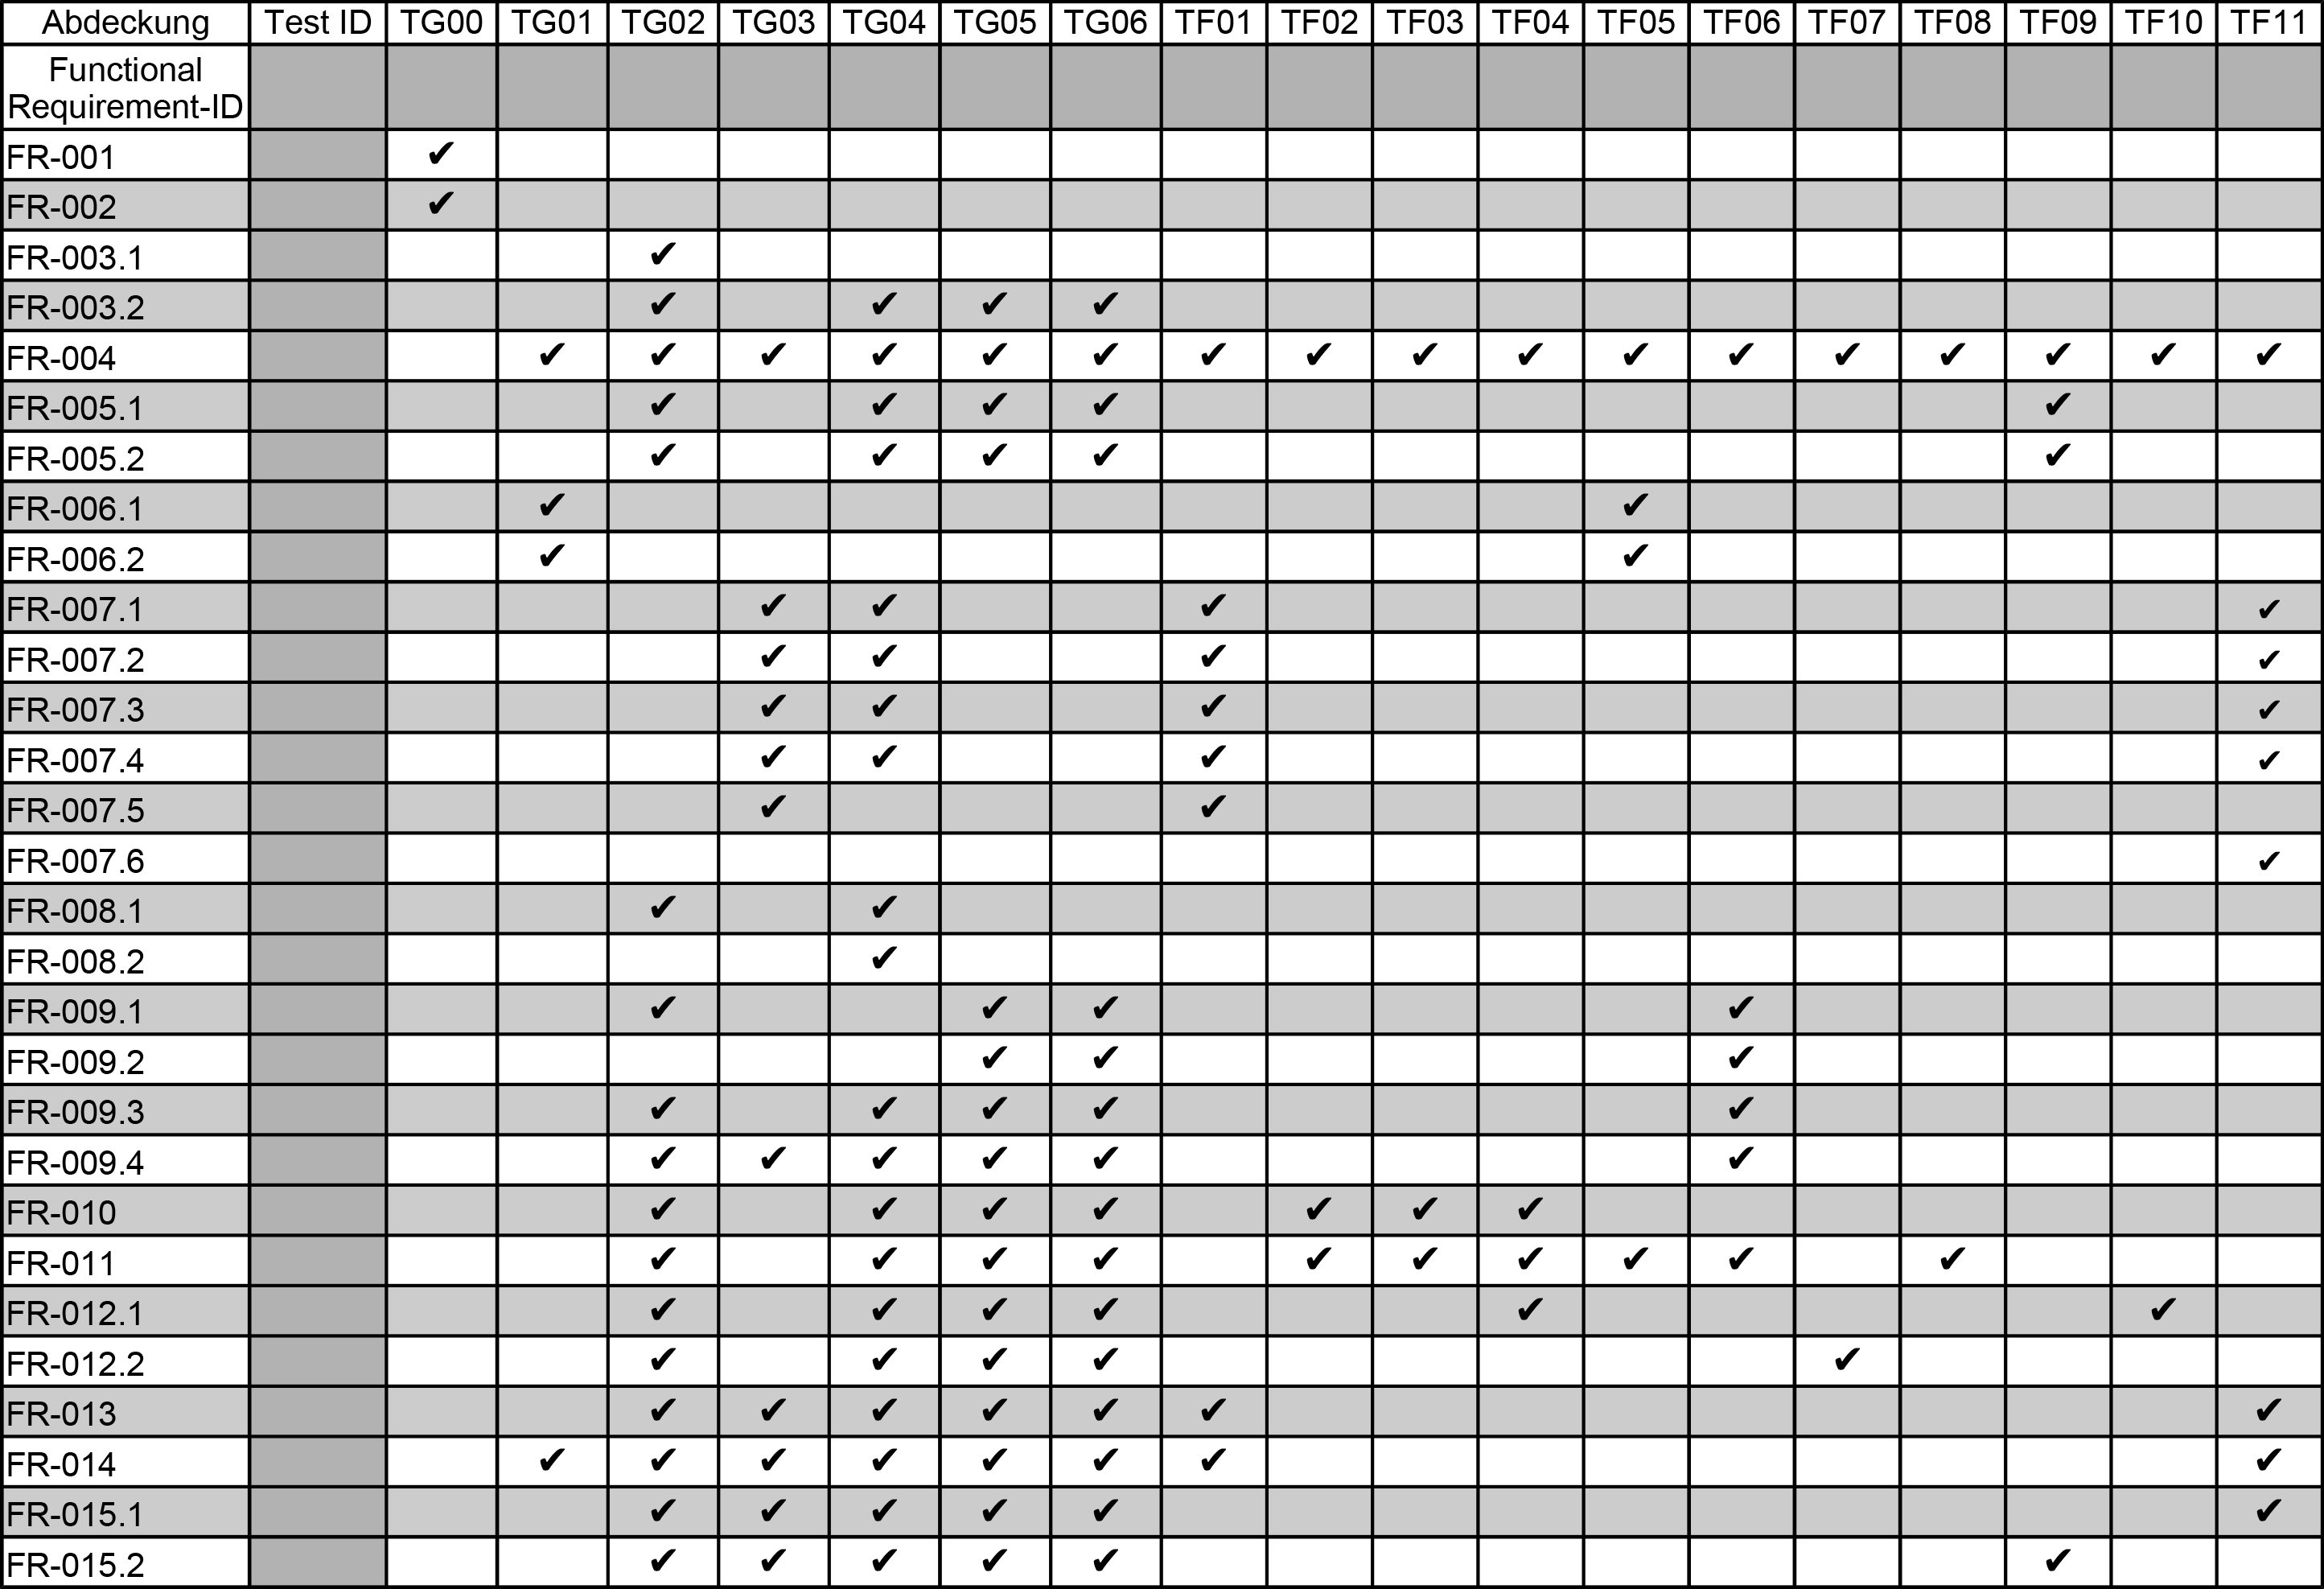 Abdeckung Test ID TG00 TG01 TG02 TG03 TG04 TG05 TG06 TF01 TF02 TF03 TF04 TF05 TF06 TF07 TF08 TF09 TF10 TF11
Functional
Requirement-ID
FR-001 ✔
FR-002 ✔
FR-003.1 ✔
FR-003.2 ✔ ✔ ✔ ✔
FR-004 ✔ ✔ ✔ ✔ ✔ ✔ ✔ ✔ ✔ ✔ ✔ ✔ ✔ ✔ ✔ ✔ ✔
FR-005.1 ✔ ✔ ✔ ✔ ✔
FR-005.2 ✔ ✔ ✔ ✔ ✔
FR-006.1 ✔ ✔
FR-006.2 ✔ ✔
FR-007.1 ✔ ✔ ✔ ✔
FR-007.2 ✔ ✔ ✔ ✔
FR-007.3 ✔ ✔ ✔ ✔
FR-007.4 ✔ ✔ ✔ ✔
FR-007.5 ✔ ✔
FR-007.6 ✔
FR-008.1 ✔ ✔
FR-008.2 ✔
FR-009.1 ✔ ✔ ✔ ✔
FR-009.2 ✔ ✔ ✔
FR-009.3 ✔ ✔ ✔ ✔ ✔
FR-009.4 ✔ ✔ ✔ ✔ ✔ ✔
FR-010 ✔ ✔ ✔ ✔ ✔ ✔ ✔
FR-011 ✔ ✔ ✔ ✔ ✔ ✔ ✔ ✔ ✔ ✔
FR-012.1 ✔ ✔ ✔ ✔ ✔ ✔
FR-012.2 ✔ ✔ ✔ ✔ ✔
FR-013 ✔ ✔ ✔ ✔ ✔ ✔ ✔
FR-014 ✔ ✔ ✔ ✔ ✔ ✔ ✔ ✔
FR-015.1 ✔ ✔ ✔ ✔ ✔ ✔
FR-015.2 ✔ ✔ ✔ ✔ ✔ ✔